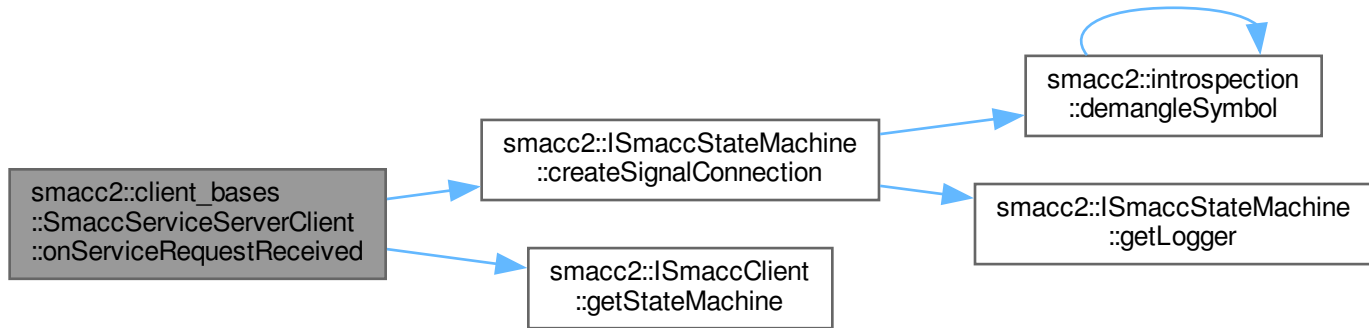 smacc2::client_bases
::SmaccServiceServerClient
::onServiceRequestReceived
smacc2::ISmaccStateMachine
::createSignalConnection
smacc2::ISmaccClient
::getStateMachine
smacc2::introspection
::demangleSymbol
smacc2::ISmaccStateMachine
::getLogger